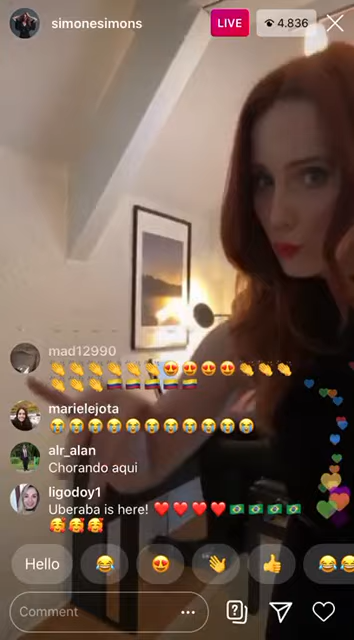 simonesimons
LIVE
4.836
mad12990
👏👏👏👏👏👏😍😍😍😍👏👏👏
👏👏👏🇨🇴🇨🇴🇨🇴🇨🇴🇨🇴
marielejota
😭😭😭😭😭😭😭😭😭😭😭
alr_alan
Chorando aqui
ligodoy1
Uberaba is here! ❤️❤️❤️❤️🇧🇷🇧🇷🇧🇷🇧🇷
🥰🥰🥰
Hello 😂 😍 👋 👍 😂😂
Comment